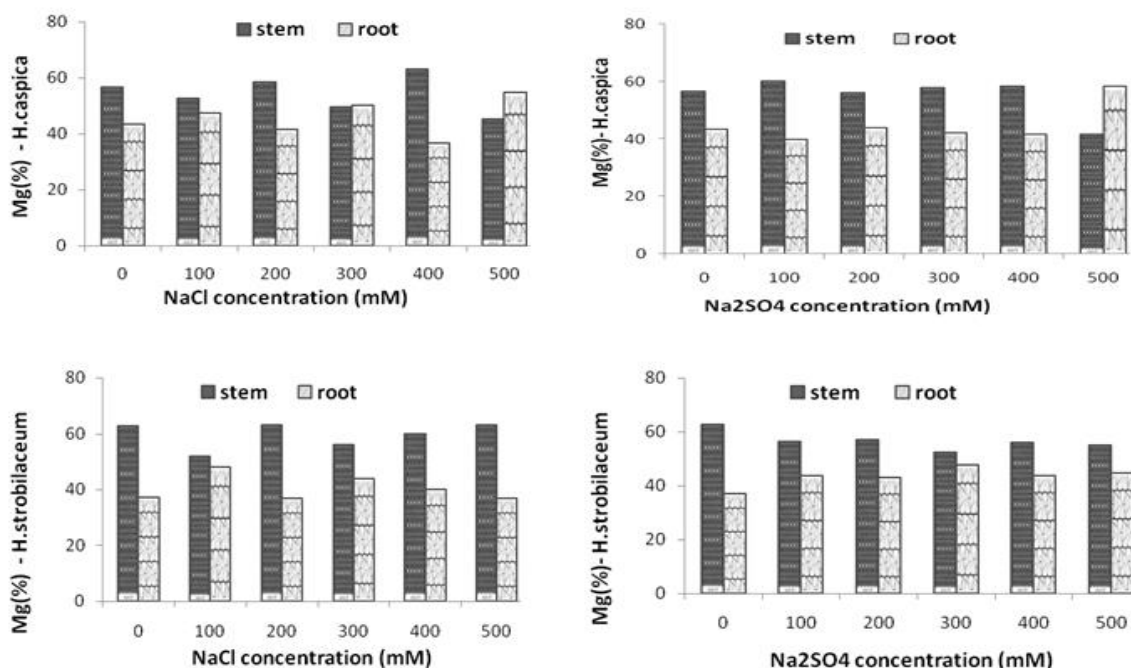 80
60
40
20
0
Mg(%) - H.caspica
stem root
0 100 200 300 400 500
NaCl concentration (mM)
80
60
40
20
0
Mg(%)- H.caspica
stem root
0 100 200 300 400 500
Na2SO4 concentration (mM)
80
60
40
20
0
Mg(%) - H.strobilaceum
stem root
0 100 200 300 400 500
NaCl concentration (mM)
80
60
40
20
0
Mg(%)- H.strobilaceum
stem root
0 100 200 300 400 500
Na2SO4 concentration (mM)